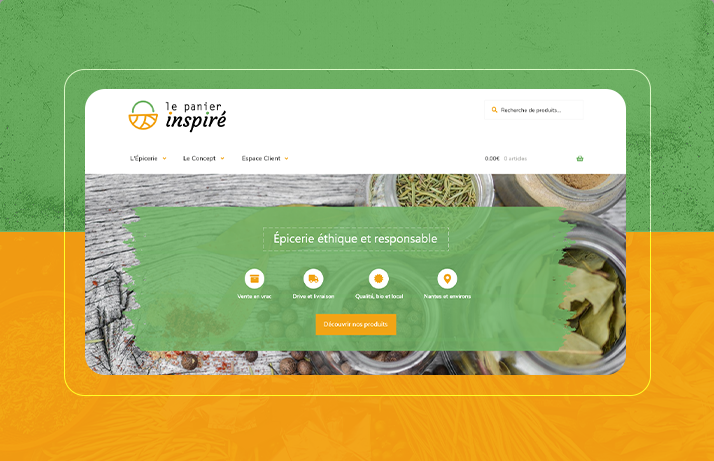 le panier
inspiré
Recherche de produits...
L'Épicerie Le Concept Espace Client 0.00€ 0 articles
Épicerie éthique et responsable
Vente en vrac Drive et livraison Qualité, bio et local Nantes et environs
Découvrir nos produits